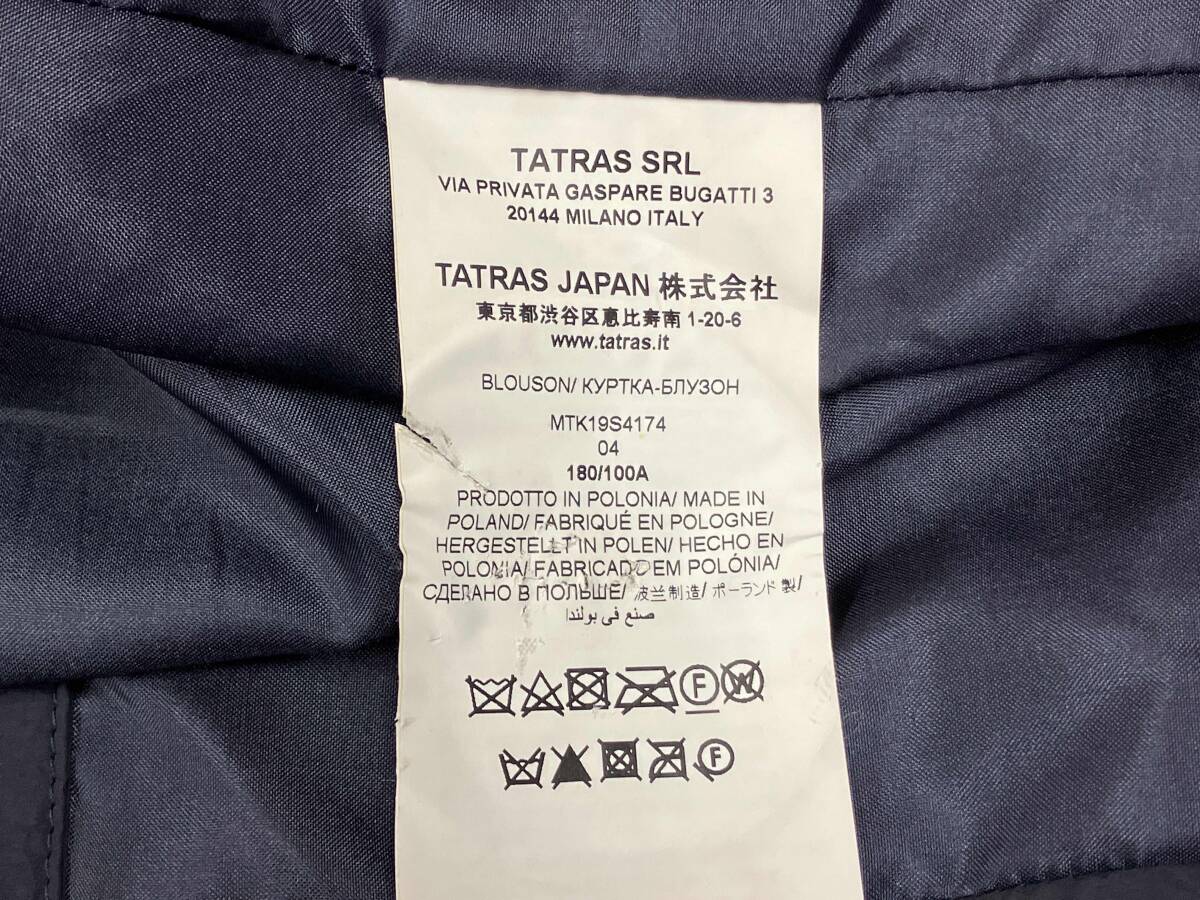 TATRAS SRL
VIA PRIVATA GASPARE BUGATTI 3
20144 MILANO ITALY
TATRAS JAPAN 株式会社
東京都渋谷区恵比寿南 1-20-6
www.tatras.it
BLOUSON/ КУРТКА-БЛУЗОН
MTK19S4174
04
180/100A
PRODOTTO IN POLONIA/ MADE IN
POLAND/ FABRIQUÉ EN POLOGNE/
HERGESTELET IN POLEN/ HECHO EN
POLONIA/ FABRICADO EM POLÓNIA/
СДЕЛАНО В ПОЛЬШЕ/ 波兰制造/ ポーランド製/
صنع في بولندا
F W
F